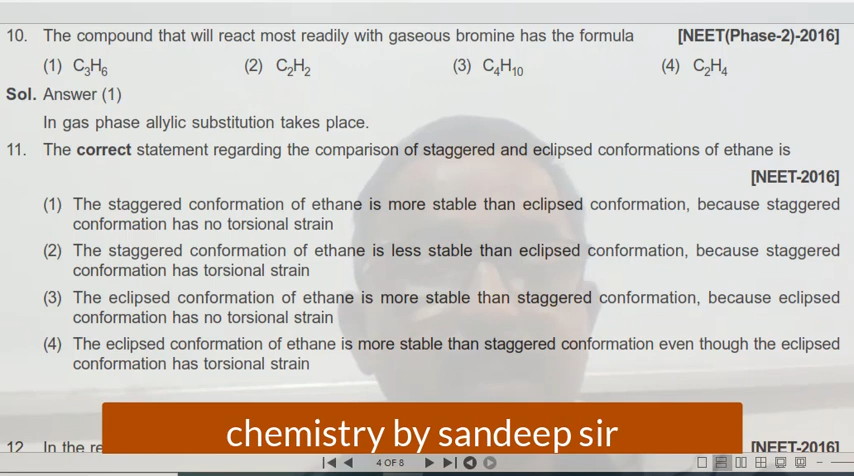 10. The compound that will react most readily with gaseous bromine has the formula [NEET(Phase-2)-2016]
(1) C₃H₆ (2) C₂H₂ (3) C₄H₁₀ (4) C₂H₄
Sol. Answer (1)
In gas phase allylic substitution takes place.
11. The correct statement regarding the comparison of staggered and eclipsed conformations of ethane is
[NEET-2016]
(1) The staggered conformation of ethane is more stable than eclipsed conformation, because staggered
conformation has no torsional strain
(2) The staggered conformation of ethane is less stable than eclipsed conformation, because staggered
conformation has torsional strain
(3) The eclipsed conformation of ethane is more stable than staggered conformation, because eclipsed
conformation has no torsional strain
(4) The eclipsed conformation of ethane is more stable than staggered conformation even though the eclipsed
conformation has torsional strain
chemistry by sandeep sir
12 In the re [NEET-2016]
4 OF 8